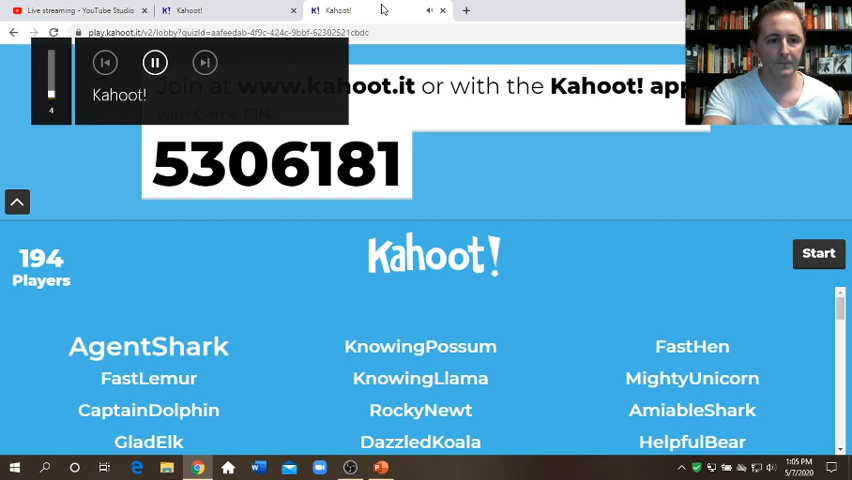 Live streaming - YouTube Studio
Kahoot!
Kahoot!
play.kahoot.it/v2/lobby?quizId=aafeedab-4f9c-424c-9bbf-62302521cbdc
Join at www.kahoot.it or with the Kahoot! app
with Game PIN:
Kahoot!
4
5306181
194
Players
Kahoot!
Start
AgentShark
KnowingPossum
FastHen
FastLemur
KnowingLlama
MightyUnicorn
CaptainDolphin
RockyNewt
AmiableShark
GladElk
DazzledKoala
HelpfulBear
1:05 PM
5/7/2020